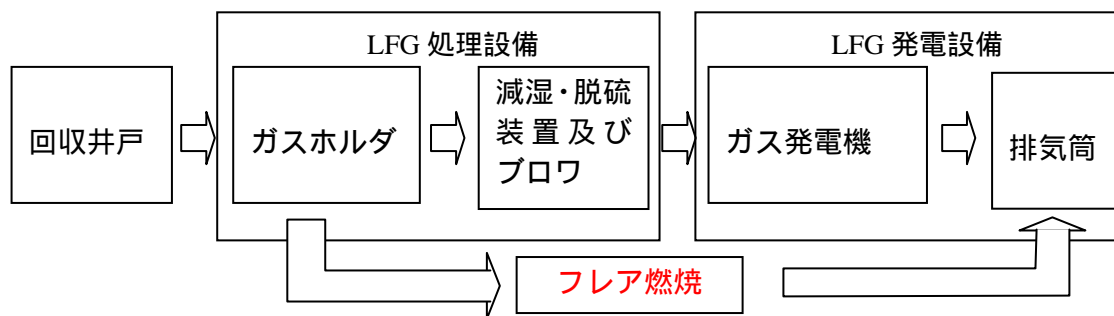 LFG 処理設備
LFG 発電設備
回収井戸
ガスホルダ
減湿・脱硫
装置及び
ブロワ
ガス発電機
排気筒
フレア燃焼